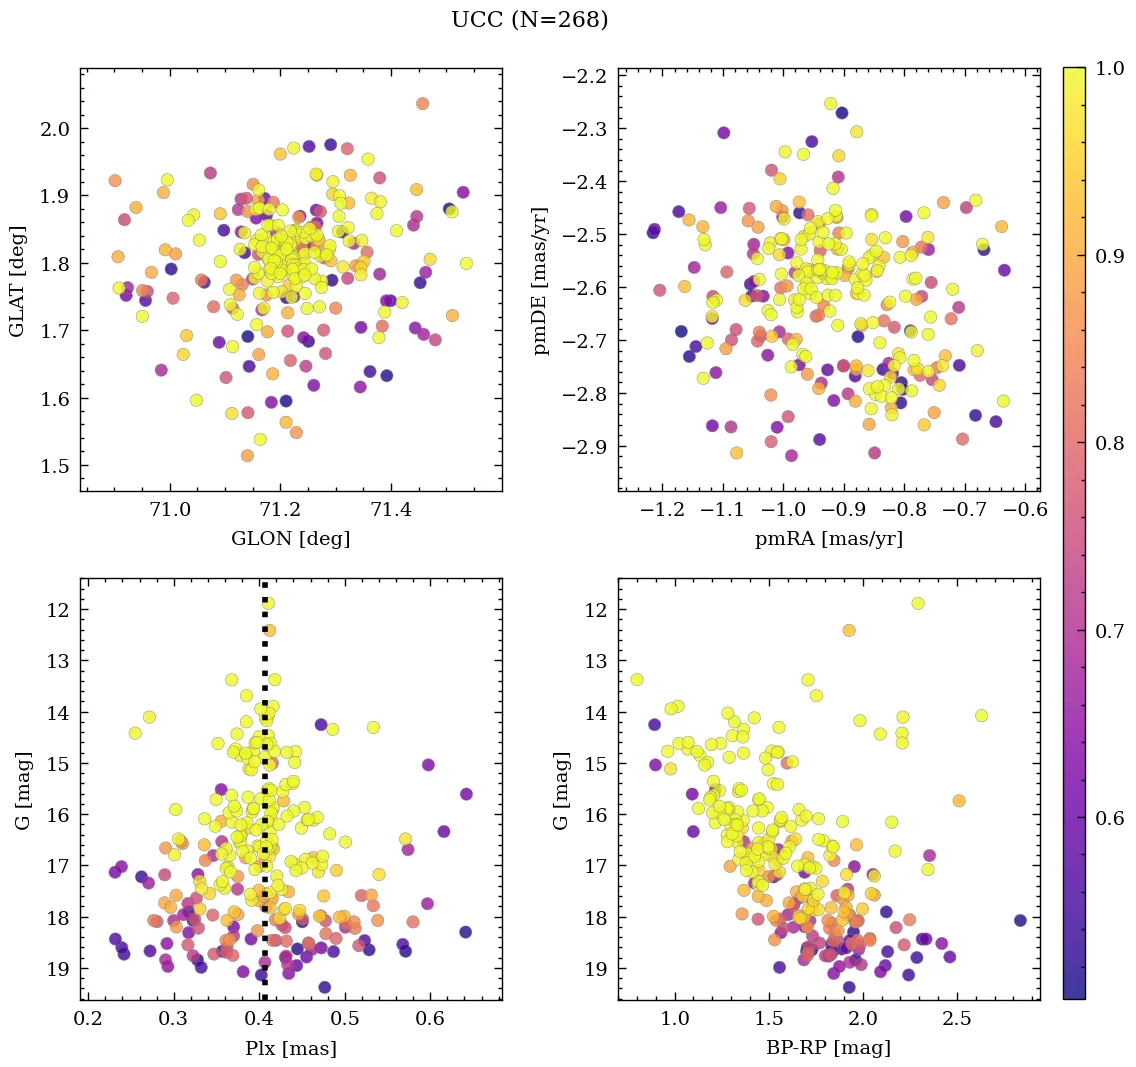 UCC (N=268)
2.0
1.9
1.8
1.7
1.6
1.5
GLAT [deg]
71.0 71.2 71.4
GLON [deg]
−2.2
−2.3
−2.4
−2.5
−2.6
−2.7
−2.8
−2.9
pmDE [mas/yr]
−1.2 −1.1 −1.0 −0.9 −0.8 −0.7 −0.6
pmRA [mas/yr]
12
13
14
15
16
17
18
19
G [mag]
0.2 0.3 0.4 0.5 0.6
Plx [mas]
12
13
14
15
16
17
18
19
G [mag]
1.0 1.5 2.0 2.5
BP-RP [mag]
1.0
0.9
0.8
0.7
0.6